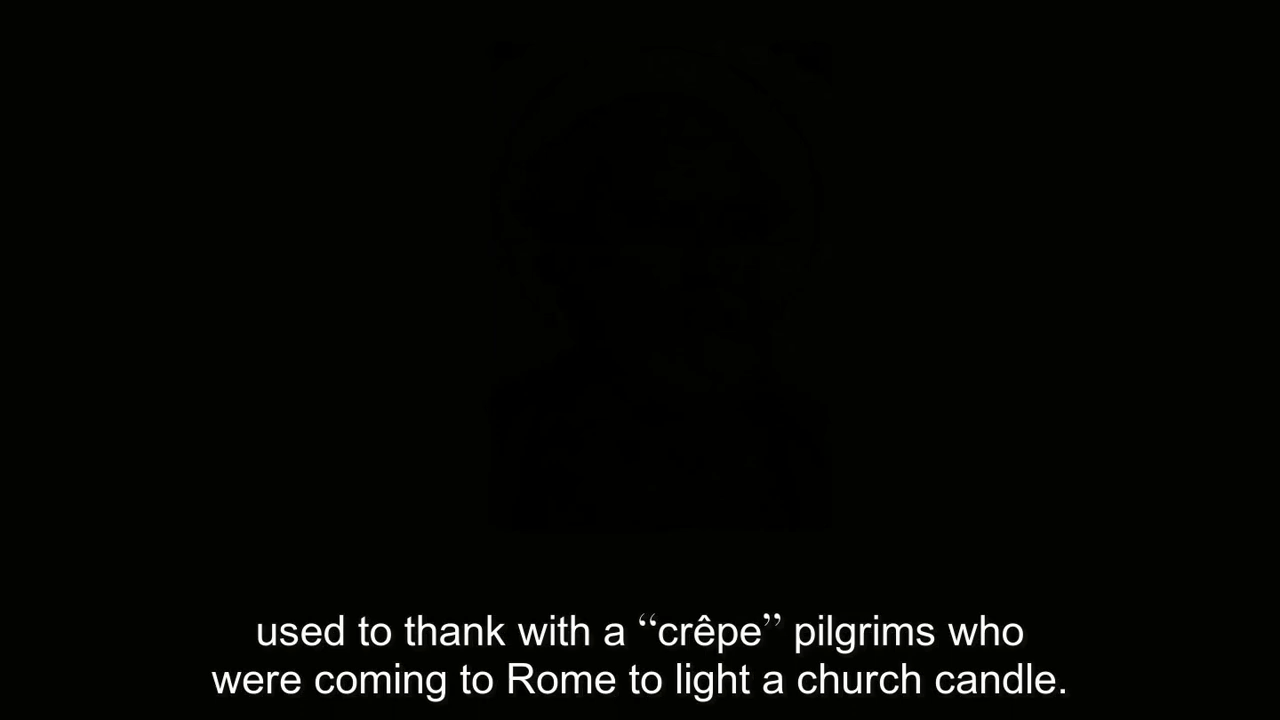 used to thank with a “crêpe” pilgrims who
were coming to Rome to light a church candle.